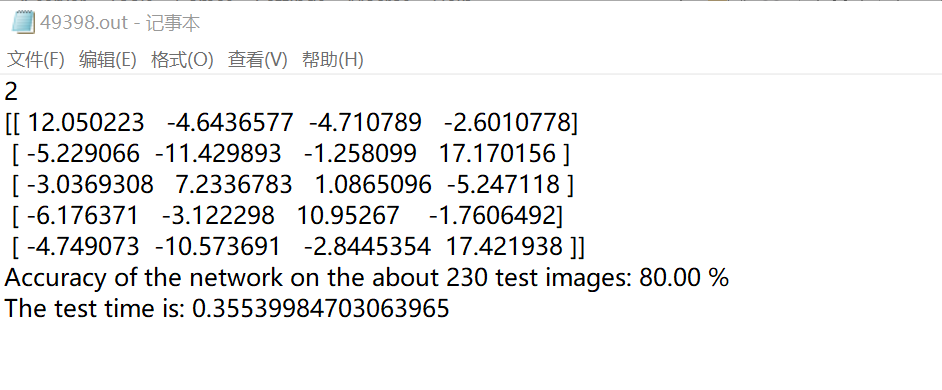 49398.out - 记事本
文件(F) 编辑(E) 格式(O) 查看(V) 帮助(H)
2
[[ 12.050223 -4.6436577 -4.710789 -2.6010778]
[ -5.229066 -11.429893 -1.258099 17.170156 ]
[ -3.0369308 7.2336783 1.0865096 -5.247118 ]
[ -6.176371 -3.122298 10.95267 -1.7606492]
[ -4.749073 -10.573691 -2.8445354 17.421938 ]]
Accuracy of the network on the about 230 test images: 80.00 %
The test time is: 0.35539984703063965